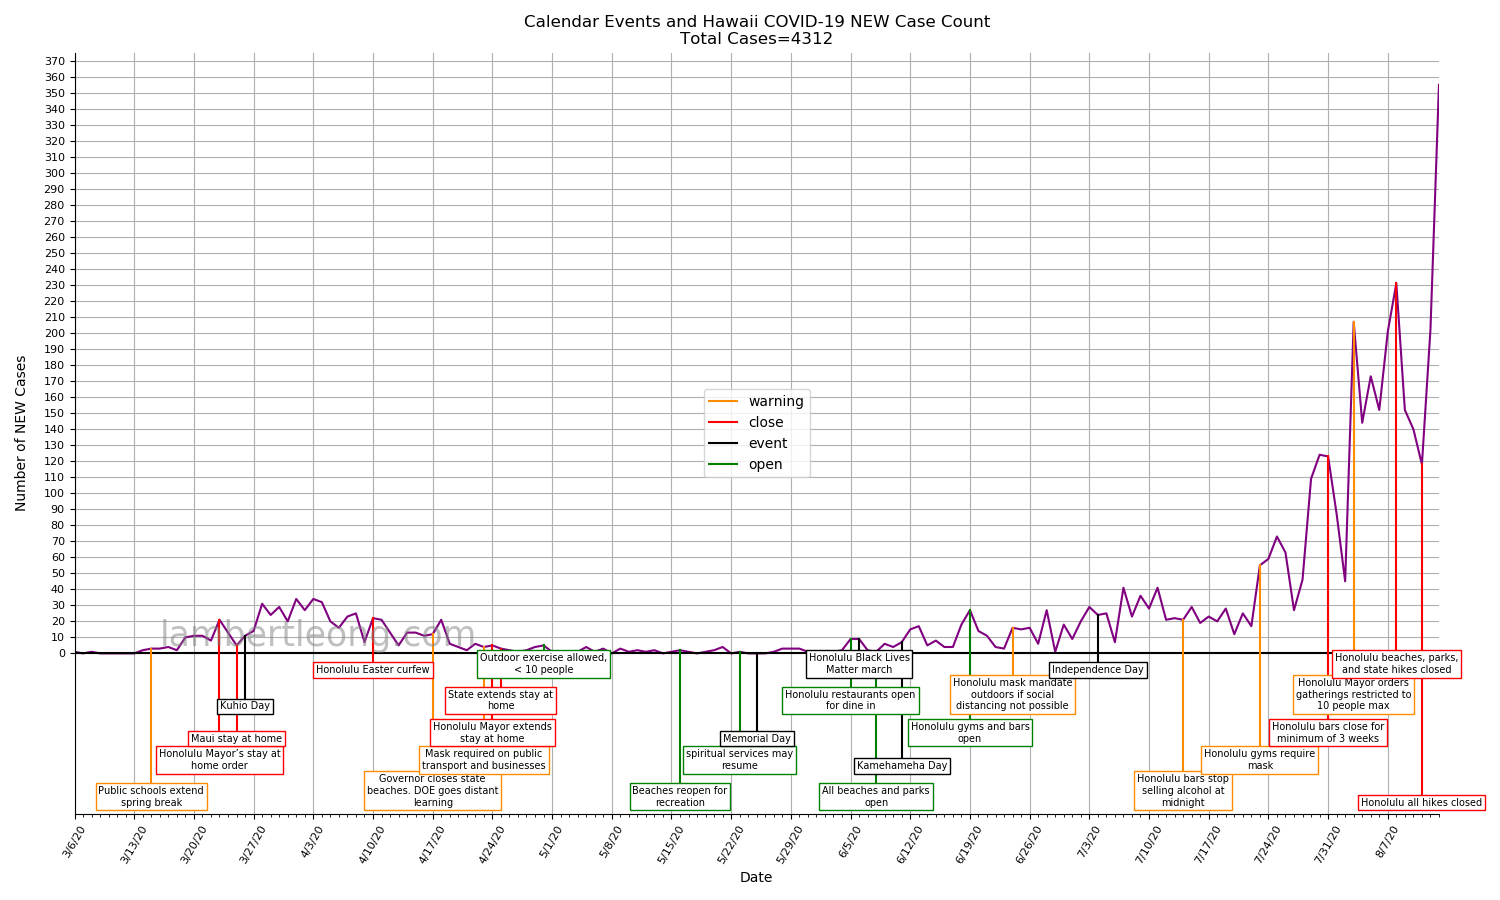 Calendar Events and Hawaii COVID-19 NEW Case Count
Total Cases=4312
370
360
350
340
330
320
310
300
290
280
270
260
250
240
230
220
210
200
190
180
170
160
150
140
130
120
110
100
90
80
70
60
50
40
30
20
10
0
Number of NEW Cases
warning
close
event
open
lambertleong.com
Public schools extend
spring break
Honolulu Mayor's stay at
home order
Maui stay at home
Kuhio Day
Honolulu Easter curfew
Governor closes state
beaches. DOE goes distant
learning
Mask required on public
transport and businesses
Honolulu Mayor extends
stay at home
State extends stay at
home
Outdoor exercise allowed,
< 10 people
Beaches reopen for
recreation
spiritual services may
resume
Memorial Day
Honolulu restaurants open
for dine in
Honolulu Black Lives
Matter march
All beaches and parks
open
Kamehameha Day
Honolulu gyms and bars
open
Honolulu mask mandate
outdoors if social
distancing not possible
Independence Day
Honolulu bars stop
selling alcohol at
midnight
Honolulu gyms require
mask
Honolulu bars close for
minimum of 3 weeks
Honolulu Mayor orders
gatherings restricted to
10 people max
Honolulu beaches, parks,
and state hikes closed
Honolulu all hikes closed
3/6/20
3/13/20
3/20/20
3/27/20
4/3/20
4/10/20
4/17/20
4/24/20
5/1/20
5/8/20
5/15/20
5/22/20
5/29/20
6/5/20
6/12/20
6/19/20
6/26/20
7/3/20
7/10/20
7/17/20
7/24/20
7/31/20
8/7/20
Date